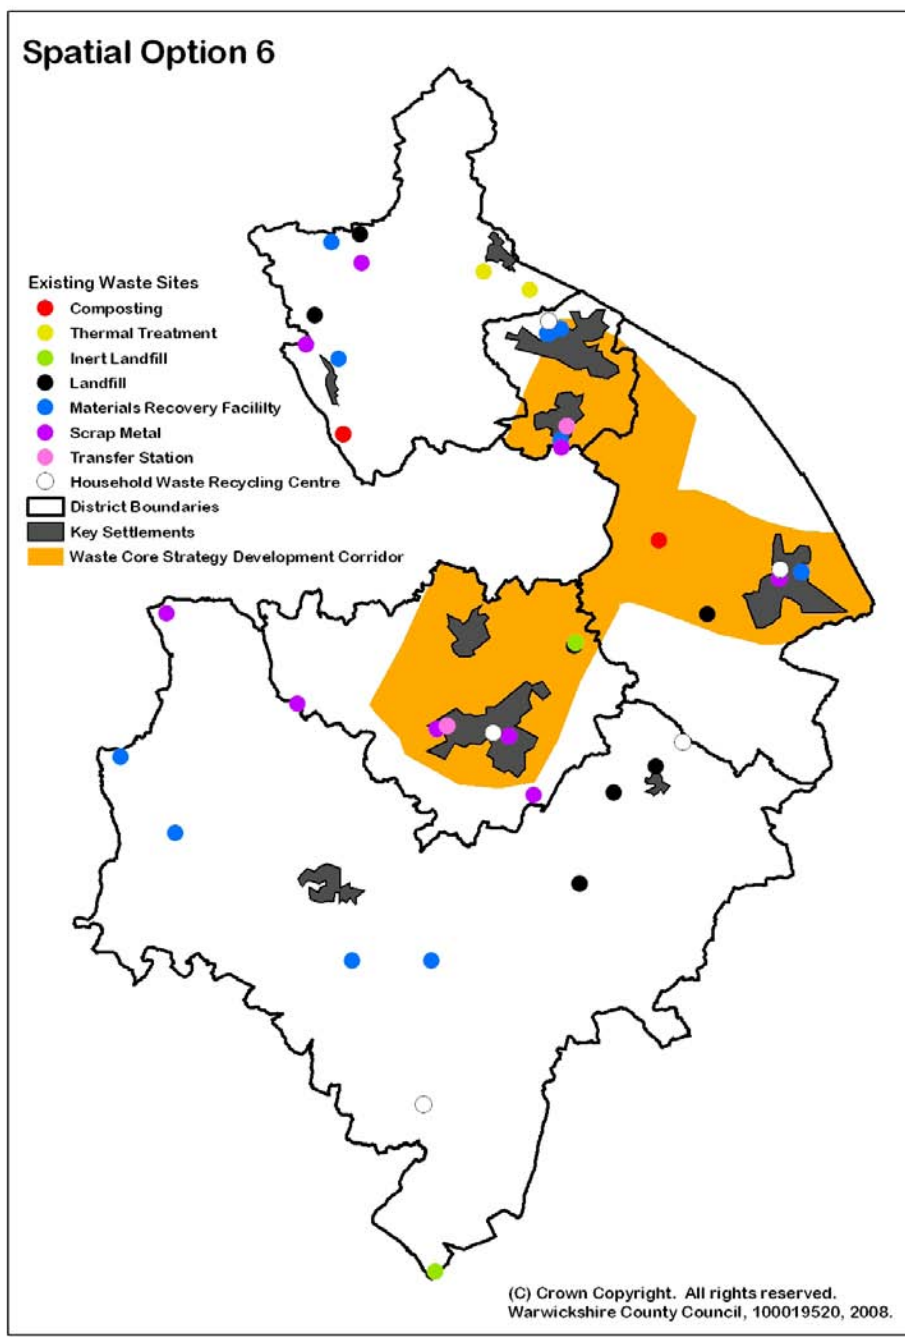 Spatial Option 6
Existing Waste Sites
Composting
Thermal Treatment
Inert Landfill
Landfill
Materials Recovery Facililty
Scrap Metal
Transfer Station
Household Waste Recycling Centre
District Boundaries
Key Settlements
Waste Core Strategy Development Corridor
(C) Crown Copyright. All rights reserved.
Warwickshire County Council, 100019520, 2008.